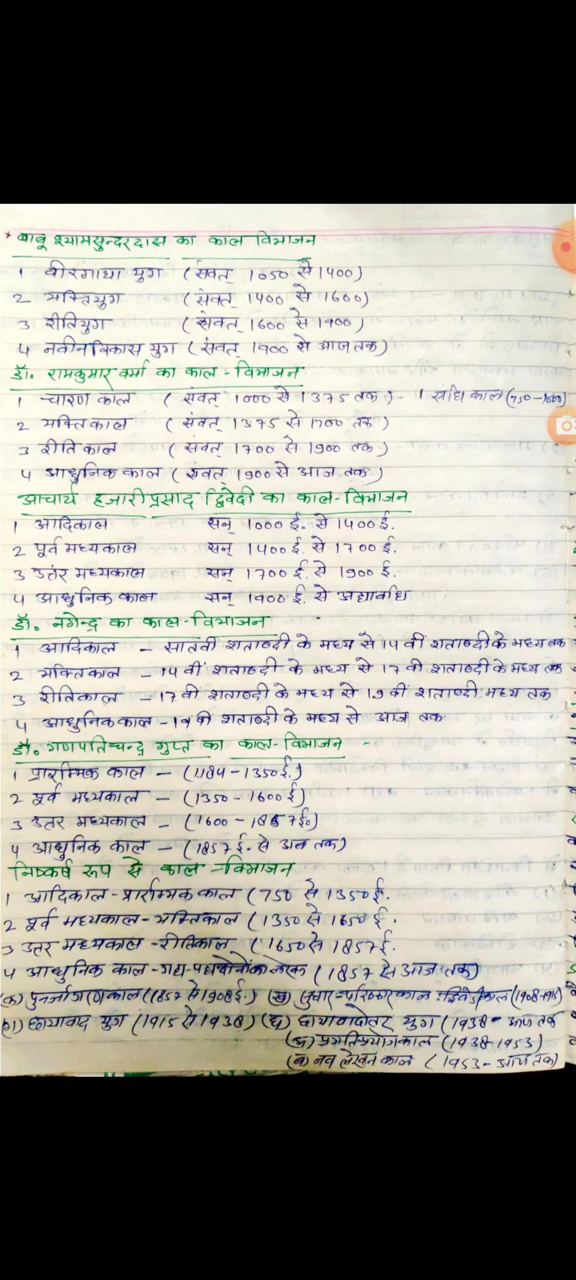 * बाबू श्यामसुन्दरदास का काल विभाजन
1 वीरगाथा युग (संवत् 1050 से 1400)
2 भक्तियुग (संवत् 1400 से 1600)
3 रीतियुग (संवत् 1600 से 1900)
4 नवीनविकास युग (संवत् 1900 से आज तक)
डॉ. रामकुमार वर्मा का काल-विभाजन
1 चारण काल (संवत् 1000 से 1375 तक) - 1 संधि काल (750-1000)
2 भक्तिकाल (संवत् 1375 से 1700 तक)
3 रीतिकाल (संवत् 1700 से 1900 तक)
4 आधुनिक काल (संवत् 1900 से आज तक)
आचार्य हजारीप्रसाद द्विवेदी का काल-विभाजन
1 आदिकाल सन् 1000 ई. से 1400 ई.
2 पूर्व मध्यकाल सन् 1400 ई. से 1700 ई.
3 उत्तर मध्यकाल सन् 1700 ई. से 1900 ई.
4 आधुनिक काल सन् 1900 ई. से अद्यावधि
डॉ. नगेन्द्र का काल-विभाजन
1 आदिकाल - सातवी शताब्दी के मध्य से 14 वी शताब्दी के मध्य तक
2 भक्तिकाल - 14 वीं शताब्दी के मध्य से 17 वी शताब्दी के मध्य तक
3 रीतिकाल - 17 वी शताब्दी के मध्य से 19 वीं शताब्दी मध्य तक
4 आधुनिककाल - 19 वी शताब्दी के मध्य से आज तक
डॉ. गणपतिचन्द्र गुप्त का काल-विभाजन -
1 प्रारम्भिक काल - (1184-1350ई.)
2 पूर्व मध्यकाल - (1350-1600ई)
3 उत्तर मध्यकाल - (1600-1857ई०)
4 आधुनिक काल - (1857ई. से अब तक)
निष्कर्ष रूप से काल-विभाजन
1 आदिकाल-प्रारम्भिक काल (750 से 1350ई.
2 पूर्व मध्यकाल-भक्तिकाल (1350 से 1650ई.
3 उत्तर मध्यकाल-रीतिकाल (1650से 1857ई.
4 आधुनिक काल-गद्य-पद्य (1857 से आज तक)
(क) पुनर्जागरणकाल (1857 से 1908ई.) (ख) सुधार-परिष्कार काल द्विवेदीकाल (1908-1915)
(ग) छायावाद युग (1915 से 1938) (घ) छायावादोत्तर युग (1938- आज तक
(अ) प्रगतिप्रयोगकाल (1938-1953)
(ब) नव लेखन काल (1953-आज तक)